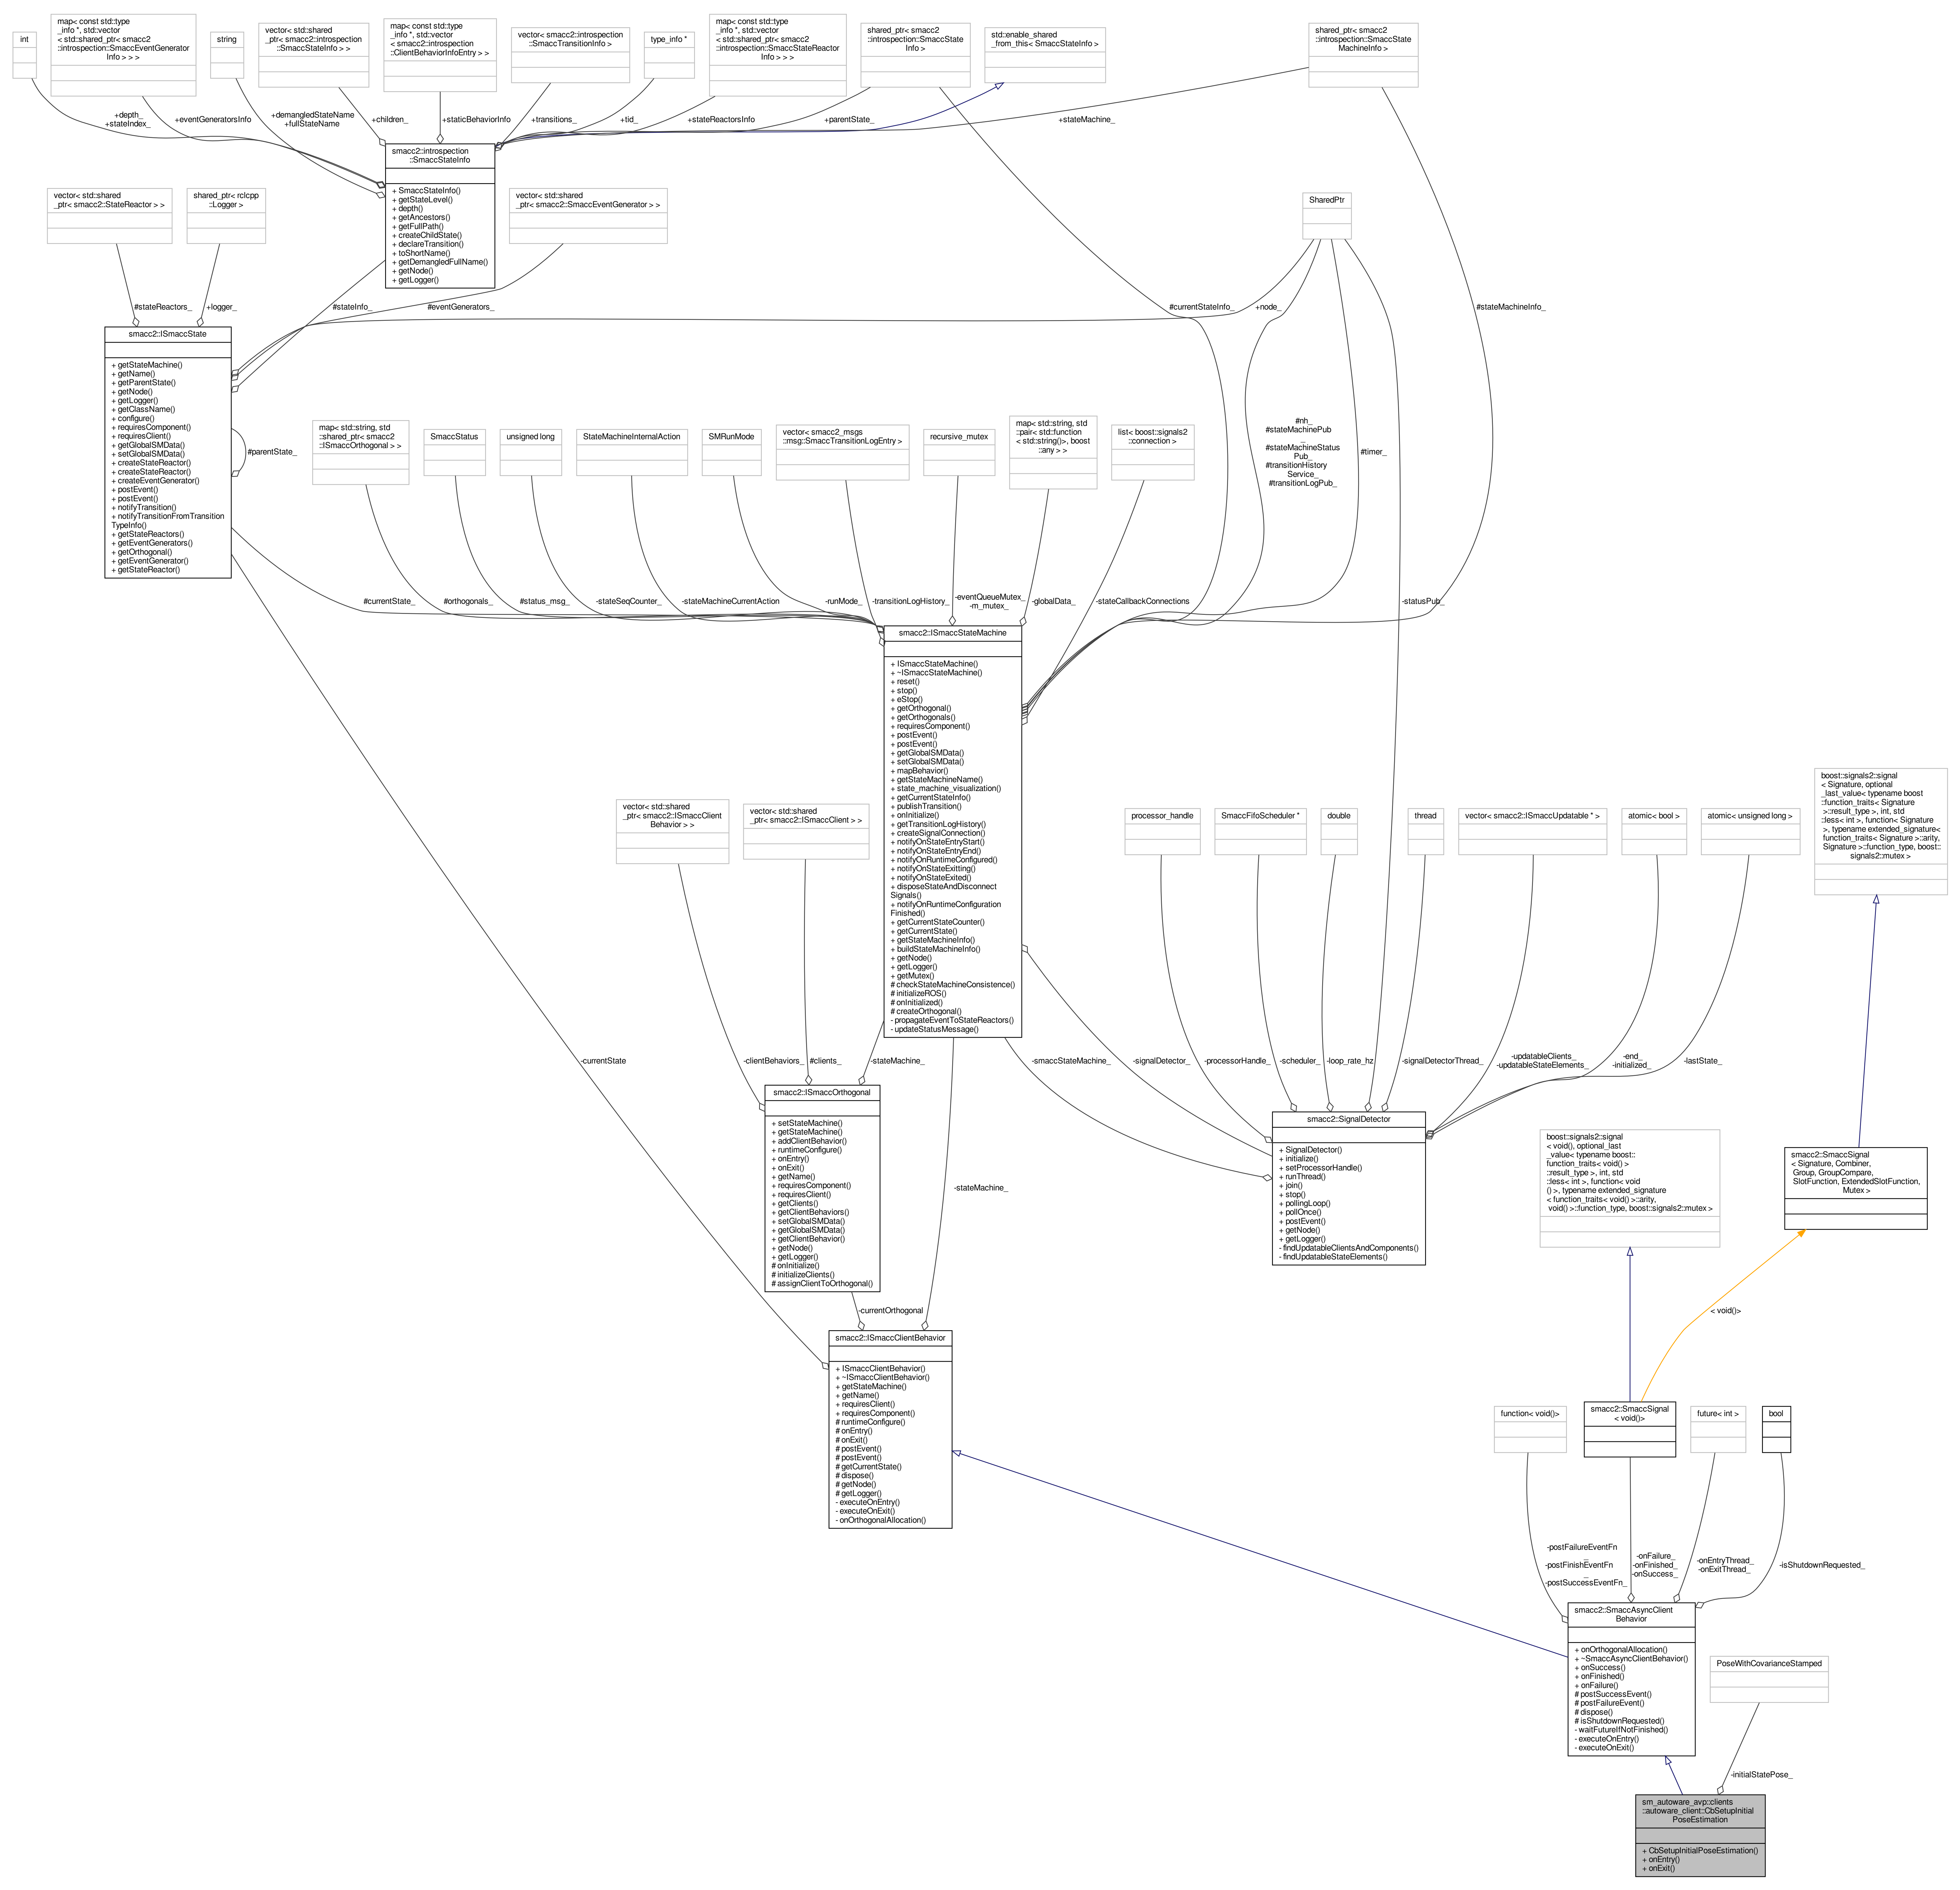 int
map< const std::type
_info *, std::vector
< std::shared_ptr< smacc2
::introspection::SmaccEventGenerator
Info > > >
string
vector< std::shared
_ptr< smacc2::introspection
::SmaccStateInfo > >
map< const std::type
_info *, std::vector
< smacc2::introspection
::ClientBehaviorInfoEntry > >
vector< smacc2::introspection
::SmaccTransitionInfo >
type_info *
map< const std::type
_info *, std::vector
< std::shared_ptr< smacc2
::introspection::SmaccStateReactor
Info > > >
shared_ptr< smacc2
::introspection::SmaccState
Info >
std::enable_shared
_from_this< SmaccStateInfo >
shared_ptr< smacc2
::introspection::SmaccState
MachineInfo >
+depth_
+stateIndex_
+eventGeneratorsInfo
+demangledStateName
+fullStateName
+children_
+staticBehaviorInfo
+transitions_
+tid_
+stateReactorsInfo
+parentState_
+stateMachine_
smacc2::introspection
::SmaccStateInfo
+ SmaccStateInfo()
+ getStateLevel()
+ depth()
+ getAncestors()
+ getFullPath()
+ createChildState()
+ declareTransition()
+ toShortName()
+ getDemangledFullName()
+ getNode()
+ getLogger()
vector< std::shared
_ptr< smacc2::StateReactor > >
shared_ptr< rclcpp
::Logger >
vector< std::shared
_ptr< smacc2::SmaccEventGenerator > >
SharedPtr
#stateReactors_
+logger_
#stateInfo_
#eventGenerators_
#currentStateInfo_
+node_
#stateMachineInfo_
smacc2::ISmaccState
+ getStateMachine()
+ getName()
+ getParentState()
+ getNode()
+ getLogger()
+ getClassName()
+ configure()
+ requiresComponent()
+ requiresClient()
+ getGlobalSMData()
+ setGlobalSMData()
+ createStateReactor()
+ createStateReactor()
+ createEventGenerator()
+ postEvent()
+ postEvent()
+ notifyTransition()
+ notifyTransitionFromTransition
TypeInfo()
+ getStateReactors()
+ getEventGenerators()
+ getOrthogonal()
+ getEventGenerator()
+ getStateReactor()
#parentState_
map< std::string, std
::shared_ptr< smacc2
::ISmaccOrthogonal > >
SmaccStatus
unsigned long
StateMachineInternalAction
SMRunMode
vector< smacc2_msgs
::msg::SmaccTransitionLogEntry >
recursive_mutex
map< std::string, std
::pair< std::function
< std::string()>, boost
::any > >
list< boost::signals2
::connection >
#nh_
#stateMachinePub
_
#stateMachineStatus
Pub_
#transitionHistory
Service_
#transitionLogPub_
#timer_
#currentState_
#orthogonals_
#status_msg_
-stateSeqCounter_
-stateMachineCurrentAction
-runMode_
-transitionLogHistory_
-eventQueueMutex_
-m_mutex_
-globalData_
-stateCallbackConnections
-statusPub_
smacc2::ISmaccStateMachine
+ ISmaccStateMachine()
+ ~ISmaccStateMachine()
+ reset()
+ stop()
+ eStop()
+ getOrthogonal()
+ getOrthogonals()
+ requiresComponent()
+ postEvent()
+ postEvent()
+ getGlobalSMData()
+ setGlobalSMData()
+ mapBehavior()
+ getStateMachineName()
+ state_machine_visualization()
+ getCurrentStateInfo()
+ publishTransition()
+ onInitialize()
+ getTransitionLogHistory()
+ createSignalConnection()
+ notifyOnStateEntryStart()
+ notifyOnStateEntryEnd()
+ notifyOnRuntimeConfigured()
+ notifyOnStateExitting()
+ notifyOnStateExited()
+ disposeStateAndDisconnect
Signals()
+ notifyOnRuntimeConfiguration
Finished()
+ getCurrentStateCounter()
+ getCurrentState()
+ getStateMachineInfo()
+ buildStateMachineInfo()
+ getNode()
+ getLogger()
+ getMutex()
# checkStateMachineConsistence()
# initializeROS()
# onInitialized()
# createOrthogonal()
- propagateEventToStateReactors()
- updateStatusMessage()
vector< std::shared
_ptr< smacc2::ISmaccClient
Behavior > >
vector< std::shared
_ptr< smacc2::ISmaccClient > >
processor_handle
SmaccFifoScheduler *
double
thread
vector< smacc2::ISmaccUpdatable * >
atomic< bool >
atomic< unsigned long >
boost::signals2::signal
< Signature, optional
_last_value< typename boost
::function_traits< Signature
>::result_type >, int, std
::less< int >, function< Signature
>, typename extended_signature<
function_traits< Signature >::arity,
Signature >::function_type, boost::
signals2::mutex >
-currentState
-clientBehaviors_
#clients_
-stateMachine_
-smaccStateMachine_
-signalDetector_
-processorHandle_
-scheduler_
-loop_rate_hz
-signalDetectorThread_
-updatableClients_
-updatableStateElements_
-end_
-initialized_
-lastState_
smacc2::ISmaccOrthogonal
+ setStateMachine()
+ getStateMachine()
+ addClientBehavior()
+ runtimeConfigure()
+ onEntry()
+ onExit()
+ getName()
+ requiresComponent()
+ requiresClient()
+ getClients()
+ getClientBehaviors()
+ setGlobalSMData()
+ getGlobalSMData()
+ getClientBehavior()
+ getNode()
+ getLogger()
# onInitialize()
# initializeClients()
# assignClientToOrthogonal()
-stateMachine_
smacc2::SignalDetector
+ SignalDetector()
+ initialize()
+ setProcessorHandle()
+ runThread()
+ join()
+ stop()
+ pollingLoop()
+ pollOnce()
+ postEvent()
+ getNode()
+ getLogger()
- findUpdatableClientsAndComponents()
- findUpdatableStateElements()
boost::signals2::signal
< void(), optional_last
_value< typename boost::
function_traits< void() >
::result_type >, int, std
::less< int >, function< void
() >, typename extended_signature
< function_traits< void() >::arity,
void() >::function_type, boost::signals2::mutex >
smacc2::SmaccSignal
< Signature, Combiner,
Group, GroupCompare,
SlotFunction, ExtendedSlotFunction,
Mutex >
-currentOrthogonal
< void()>
smacc2::ISmaccClientBehavior
+ ISmaccClientBehavior()
+ ~ISmaccClientBehavior()
+ getStateMachine()
+ getName()
+ requiresClient()
+ requiresComponent()
# runtimeConfigure()
# onEntry()
# onExit()
# postEvent()
# postEvent()
# getCurrentState()
# dispose()
# getNode()
# getLogger()
- executeOnEntry()
- executeOnExit()
- onOrthogonalAllocation()
function< void()>
smacc2::SmaccSignal
< void()>
future< int >
bool
-postFailureEventFn
_
-postFinishEventFn
_
-postSuccessEventFn_
-onFailure_
-onFinished_
-onSuccess_
-onEntryThread_
-onExitThread_
-isShutdownRequested_
smacc2::SmaccAsyncClient
Behavior
+ onOrthogonalAllocation()
+ ~SmaccAsyncClientBehavior()
+ onSuccess()
+ onFinished()
+ onFailure()
# postSuccessEvent()
# postFailureEvent()
# dispose()
# isShutdownRequested()
- waitFutureIfNotFinished()
- executeOnEntry()
- executeOnExit()
PoseWithCovarianceStamped
-initialStatePose_
sm_autoware_avp::clients
::autoware_client::CbSetupInitial
PoseEstimation
+ CbSetupInitialPoseEstimation()
+ onEntry()
+ onExit()